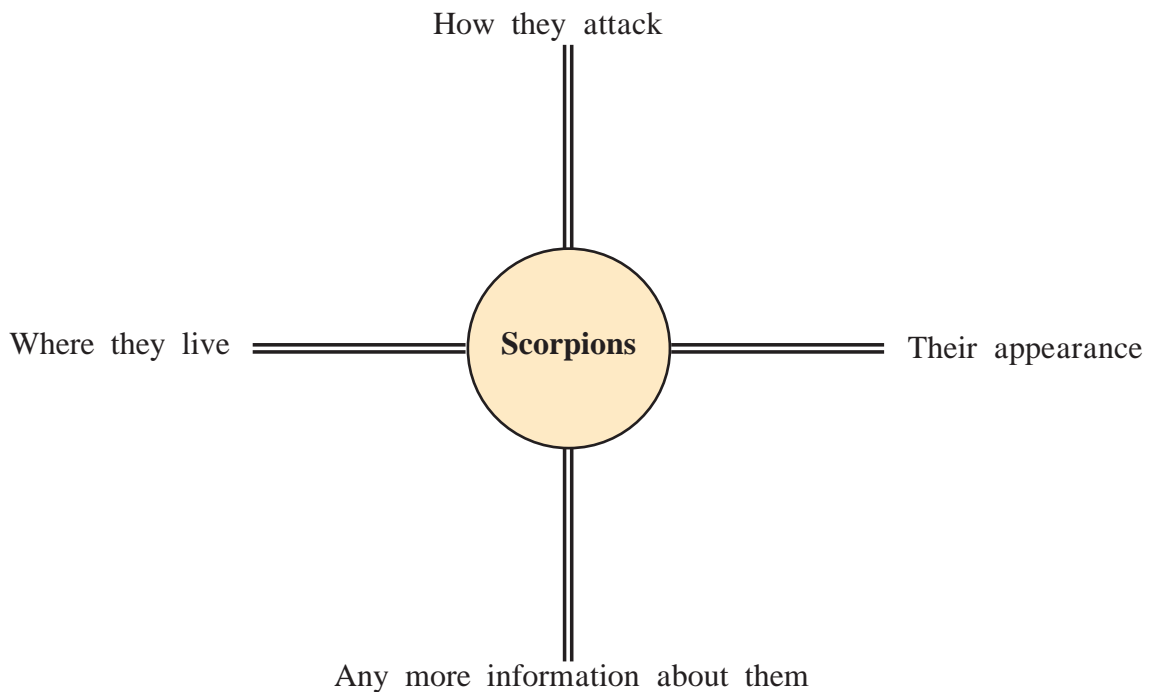 How they attack
Where they live
Scorpions
Their appearance
Any more information about them